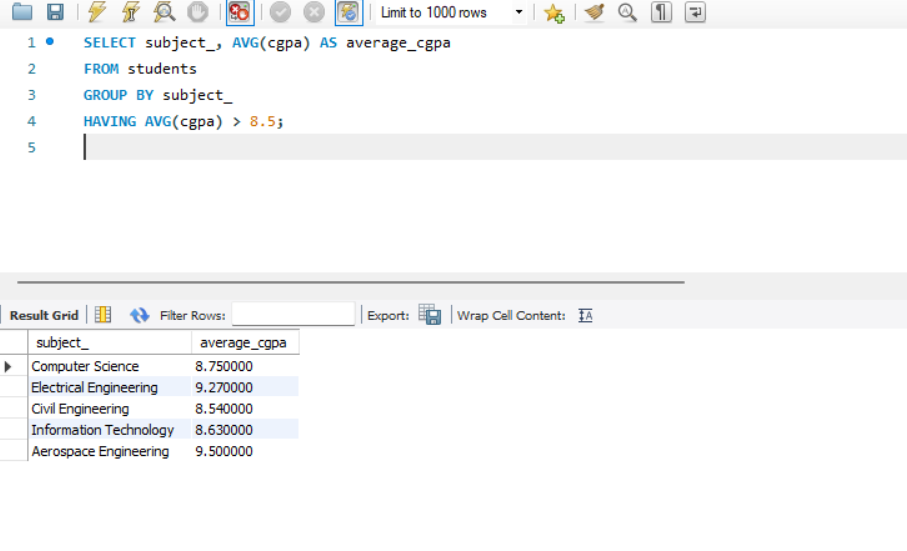 Limit to 1000 rows
1 SELECT subject_, AVG(cgpa) AS average_cgpa
2 FROM students
3 GROUP BY subject_
4 HAVING AVG(cgpa) > 8.5;
5
Result Grid Filter Rows: Export: Wrap Cell Content: IA
subject_ average_cgpa
Computer Science 8.750000
Electrical Engineering 9.270000
Civil Engineering 8.540000
Information Technology 8.630000
Aerospace Engineering 9.500000